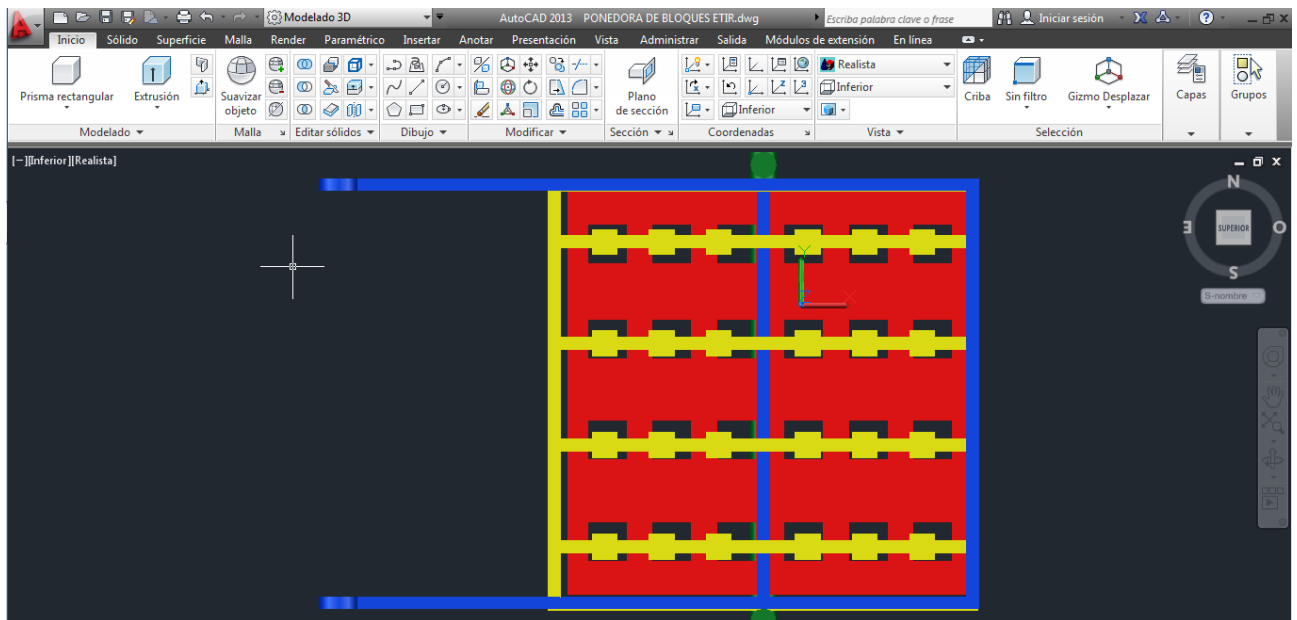 Modelado 3D AutoCAD 2013 PONEDORA DE BLOQUES ETIR.dwg Escriba palabra clave o frase Iniciar sesión
Inicio Sólido Superficie Malla Render Paramétrico Insertar Anotar Presentación Vista Administrar Salida Módulos de extensión En línea
Realista
Prisma rectangular Extrusión Suavizar objeto Plano de sección Inferior Criba Sin filtro Gizmo Desplazar Capas Grupos
Inferior
Modelado Malla Editar sólidos Dibujo Modificar Sección Coordenadas Vista Selección
[−][Inferior][Realista]
N
E SUPERIOR O
S
S-nombre
Y
X